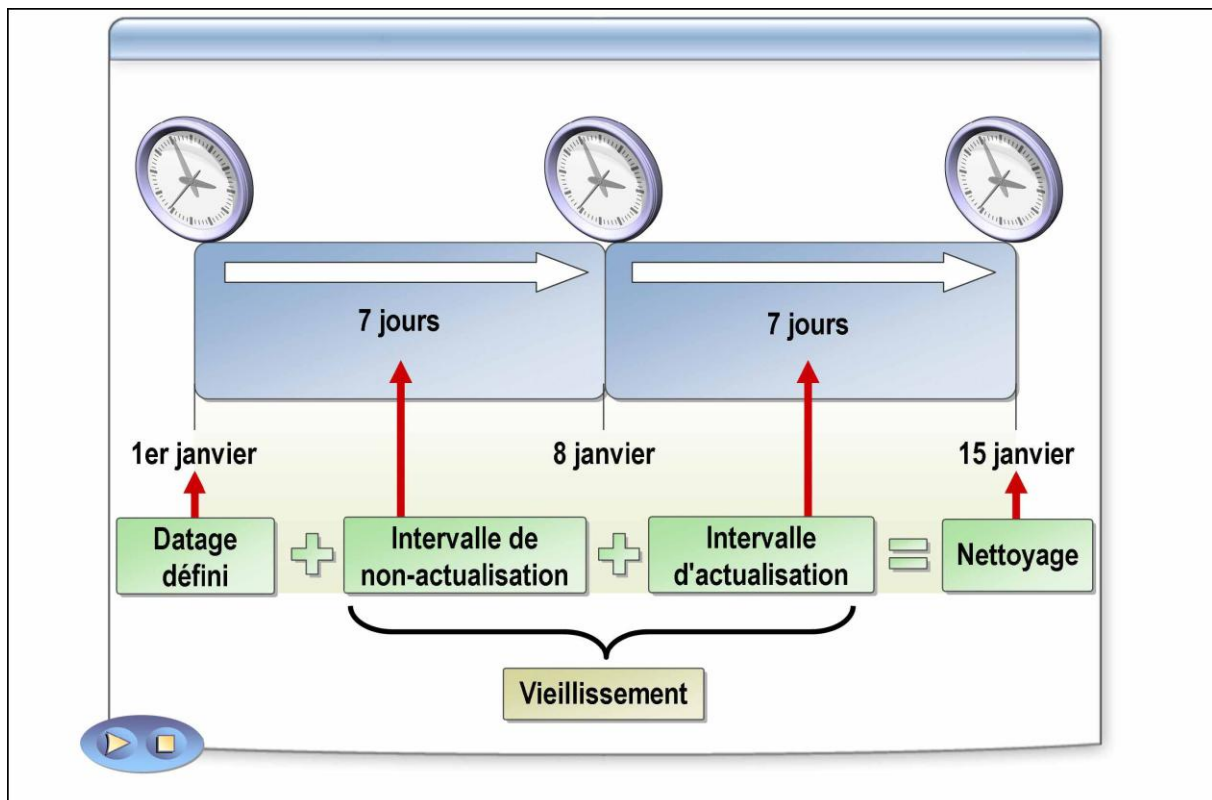 7 jours
7 jours
1er janvier
8 janvier
15 janvier
Datage
défini
Intervalle de
non-actualisation
Intervalle
d'actualisation
Nettoyage
Vieillissement